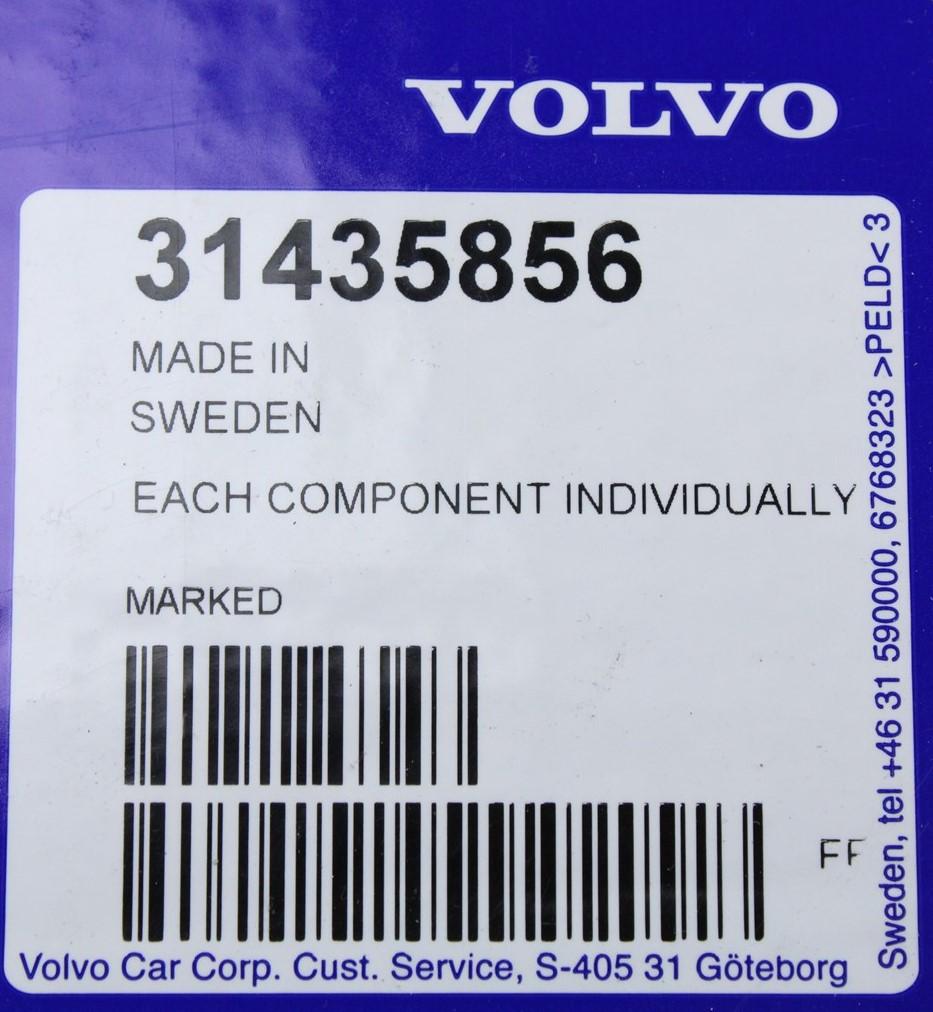 VOLVO
31435856
MADE IN
SWEDEN
EACH COMPONENT INDIVIDUALLY
MARKED
FF
Volvo Car Corp. Cust. Service, S-405 31 Göteborg
Sweden, tel +46 31 590000, 6768323 >PELD< 3